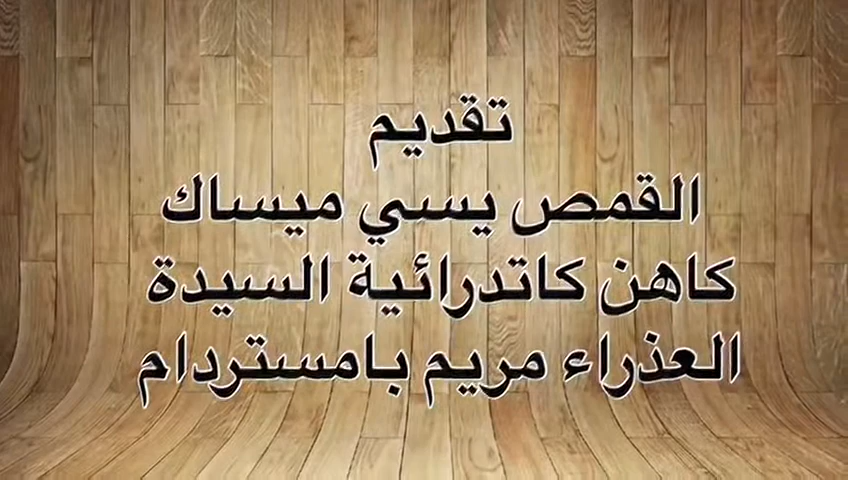 تقديم
القمص يسي ميساك
كاهن كاتدرائية السيدة
العذراء مريم بامستردام